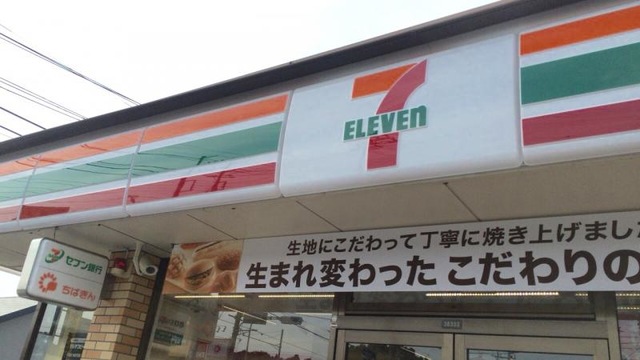 7
ELEVEN
生地にこだわって丁寧に焼き上げました
生まれ変わった こだわりの
セブン銀行
ちばぎん